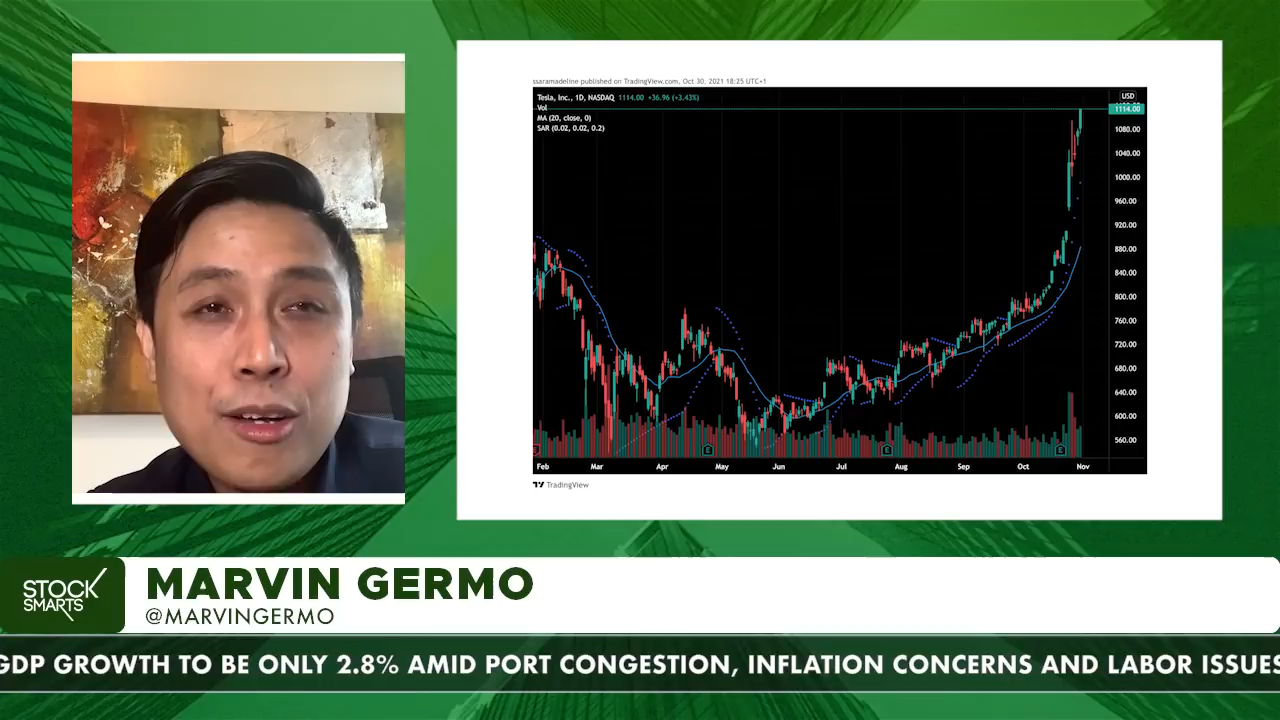 ssaramadeline published on TradingView.com, Oct 30, 2021 18:25 UTC+1
Tesla, Inc., 1D, NASDAQ 1114.00 +36.96 (+3.43%)
Vol
MA (20, close, 0)
SAR (0.02, 0.02, 0.2)
USD
1114.00
1080.00
1040.00
1000.00
960.00
920.00
880.00
840.00
800.00
760.00
720.00
680.00
640.00
600.00
560.00
Feb Mar Apr May Jun Jul Aug Sep Oct Nov
TradingView
STOCK
SMARTS
MARVIN GERMO
@MARVINGERMO
GDP GROWTH TO BE ONLY 2.8% AMID PORT CONGESTION, INFLATION CONCERNS AND LABOR ISSUES